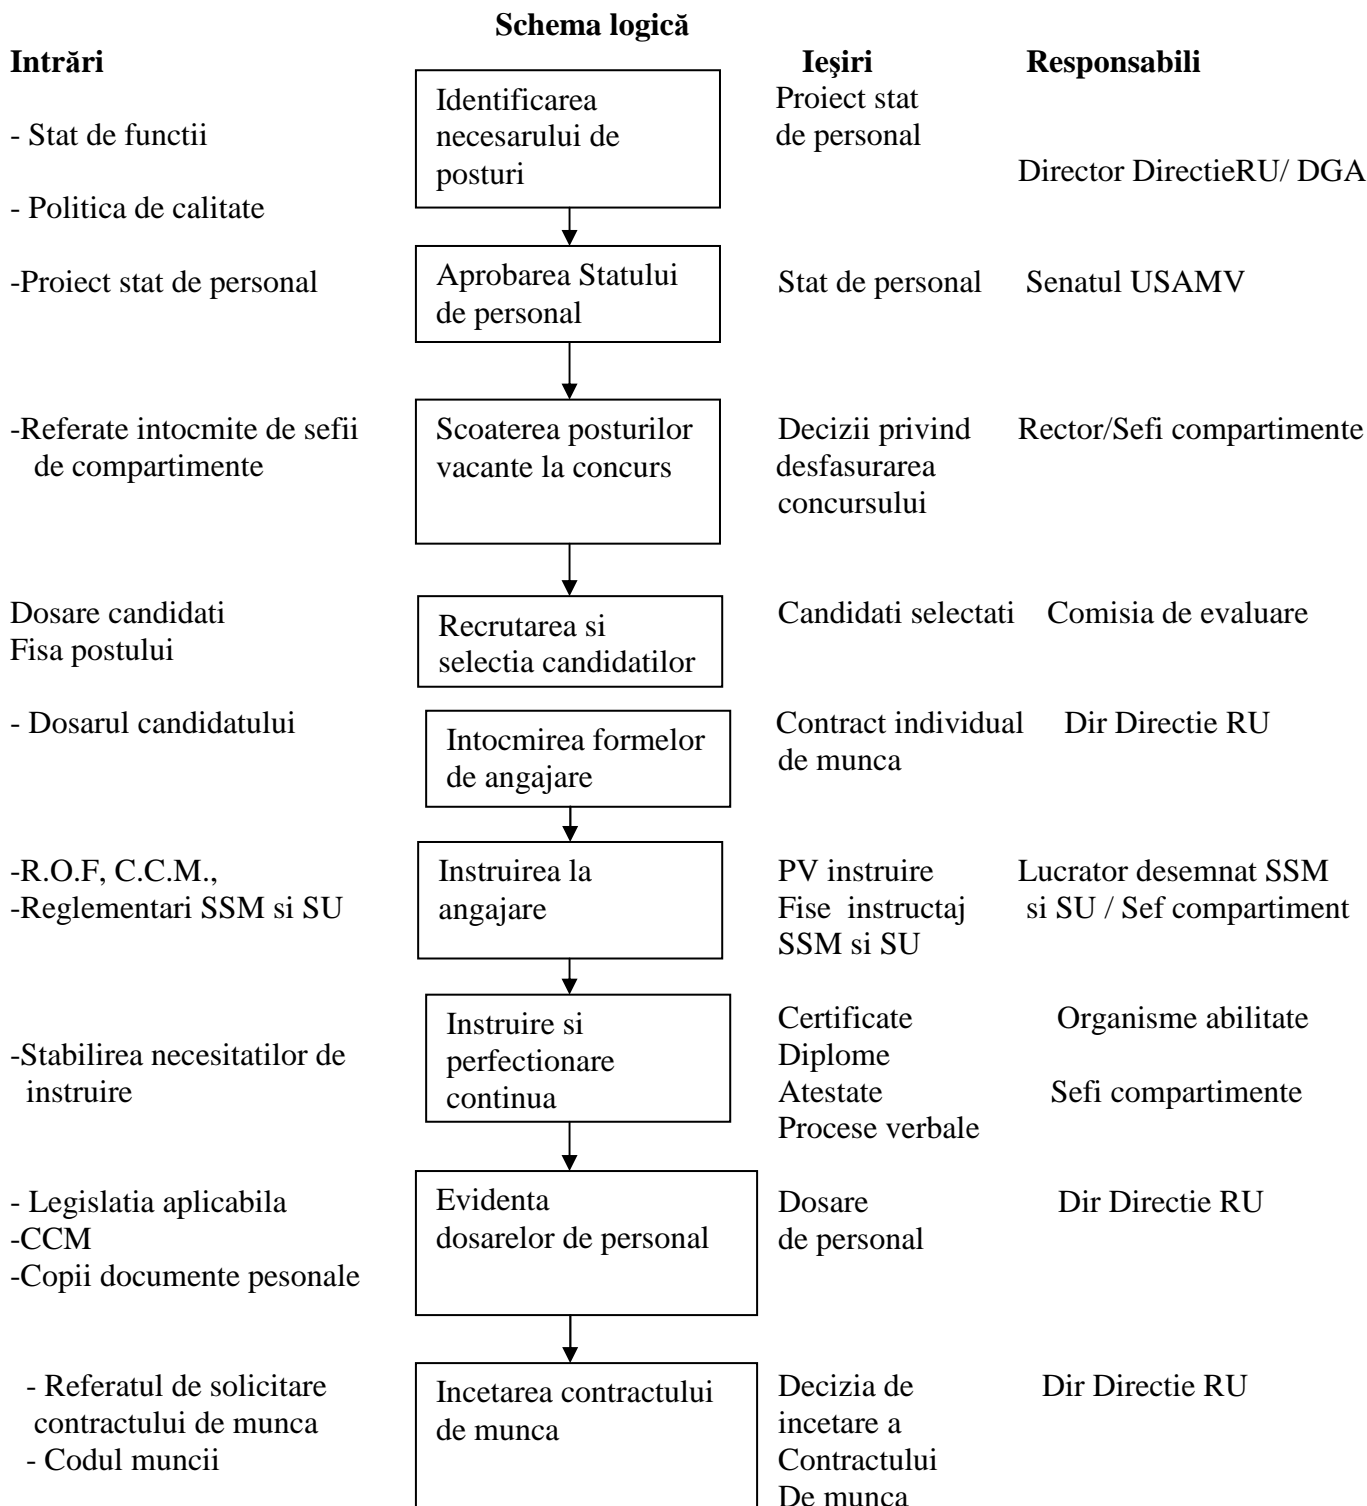 Schema logică
Intrări
Ieşiri
Responsabili
- Stat de functii
- Politica de calitate
Identificarea
necesarului de
posturi
Proiect stat
de personal
Director DirectieRU/ DGA
-Proiect stat de personal
Aprobarea Statului
de personal
Stat de personal
Senatul USAMV
-Referate intocmite de sefii
de compartimente
Scoaterea posturilor
vacante la concurs
Decizii privind
desfasurarea
concursului
Rector/Sefi compartimente
Dosare candidati
Fisa postului
Recrutarea si
selectia candidatilor
Candidati selectati
Comisia de evaluare
- Dosarul candidatului
Intocmirea formelor
de angajare
Contract individual
de munca
Dir Directie RU
-R.O.F, C.C.M.,
-Reglementari SSM si SU
Instruirea la
angajare
PV instruire
Fise instructaj
SSM si SU
Lucrator desemnat SSM
si SU / Sef compartiment
-Stabilirea necesitatilor de
instruire
Instruire si
perfectionare
continua
Certificate
Diplome
Atestate
Procese verbale
Organisme abilitate
Sefi compartimente
- Legislatia aplicabila
-CCM
-Copii documente pesonale
Evidenta
dosarelor de personal
Dosare
de personal
Dir Directie RU
- Referatul de solicitare
contractului de munca
- Codul muncii
Incetarea contractului
de munca
Decizia de
incetare a
Contractului
De munca
Dir Directie RU